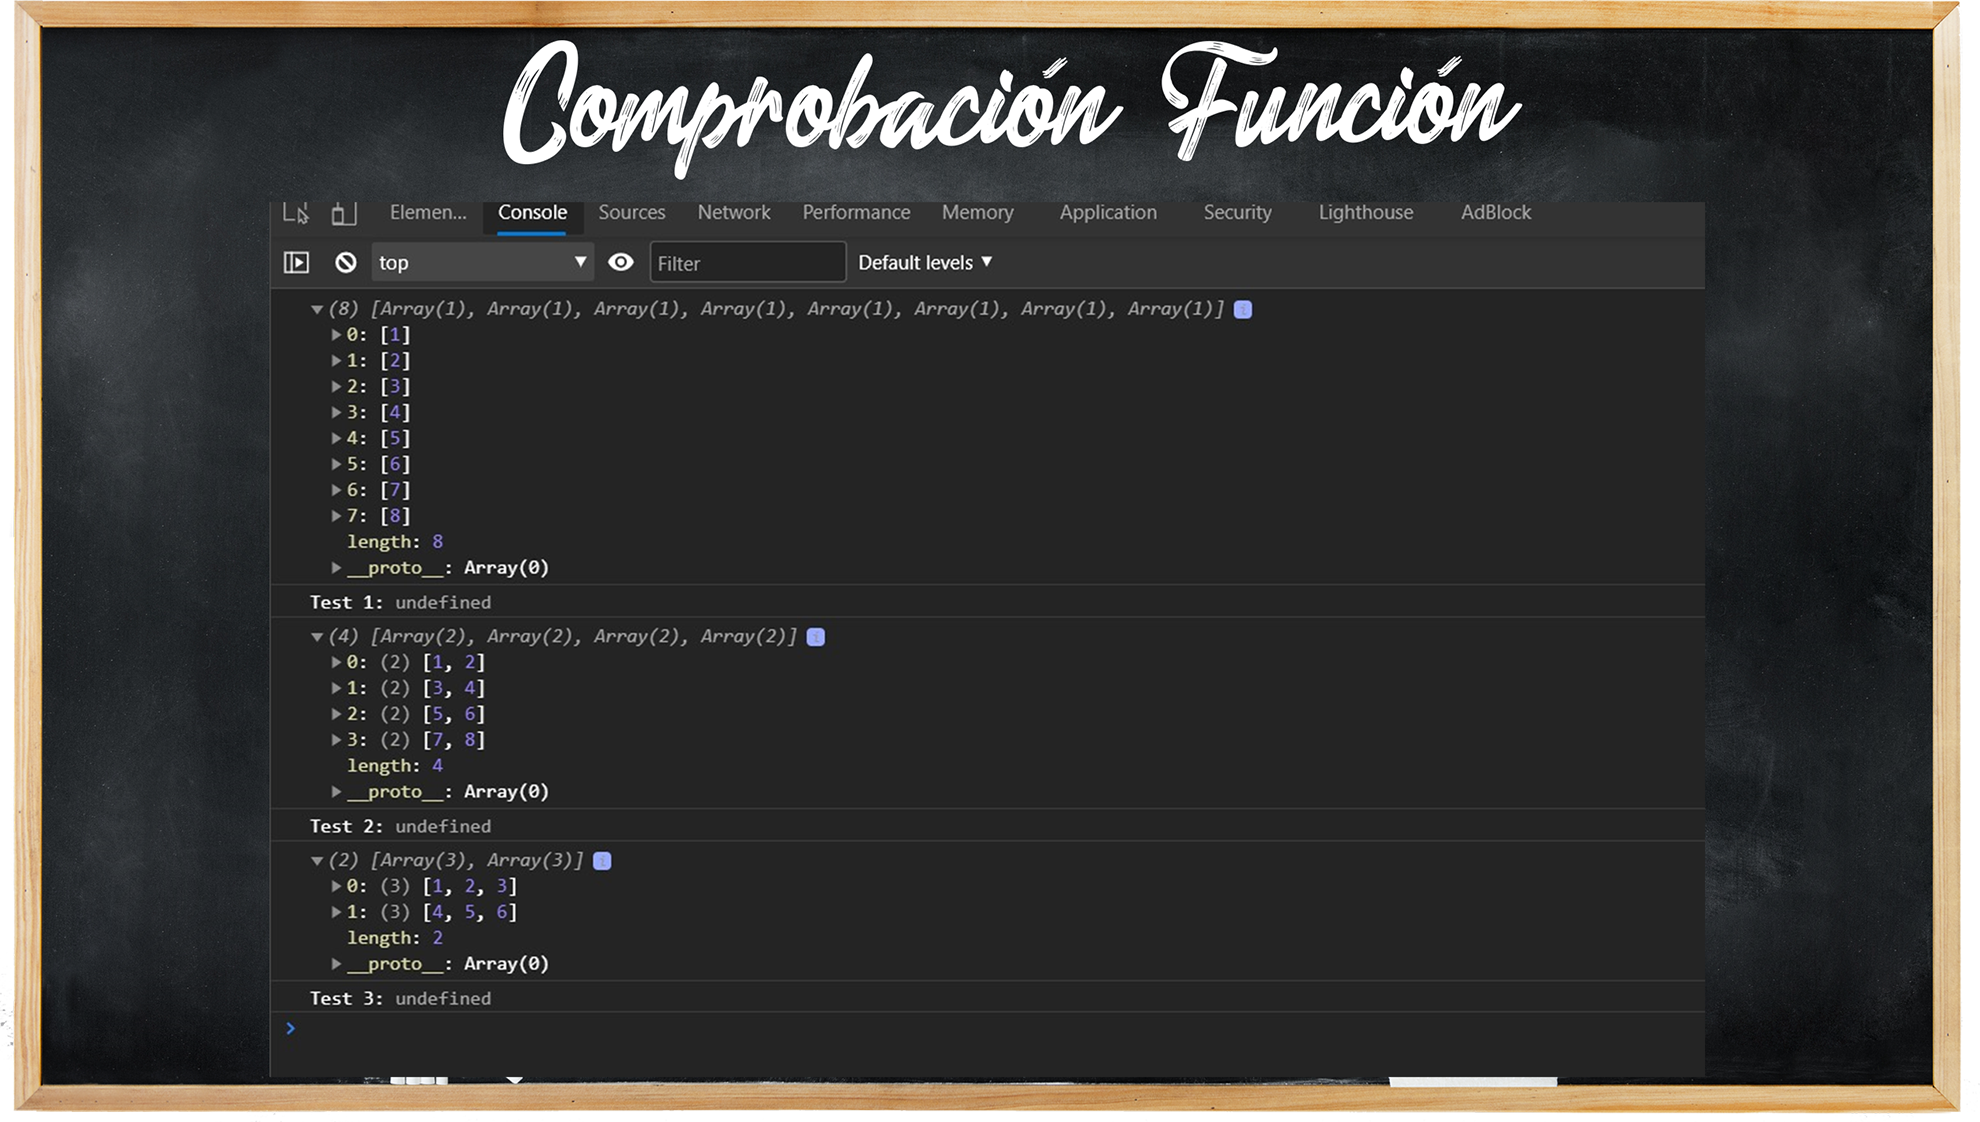 Comprobación Función
Elemen... Console Sources Network Performance Memory Application Security Lighthouse AdBlock
top Filter Default levels
(8) [Array(1), Array(1), Array(1), Array(1), Array(1), Array(1), Array(1), Array(1)]
0: [1]
1: [2]
2: [3]
3: [4]
4: [5]
5: [6]
6: [7]
7: [8]
length: 8
__proto__: Array(0)
Test 1: undefined
(4) [Array(2), Array(2), Array(2), Array(2)]
0: (2) [1, 2]
1: (2) [3, 4]
2: (2) [5, 6]
3: (2) [7, 8]
length: 4
__proto__: Array(0)
Test 2: undefined
(2) [Array(3), Array(3)]
0: (3) [1, 2, 3]
1: (3) [4, 5, 6]
length: 2
__proto__: Array(0)
Test 3: undefined